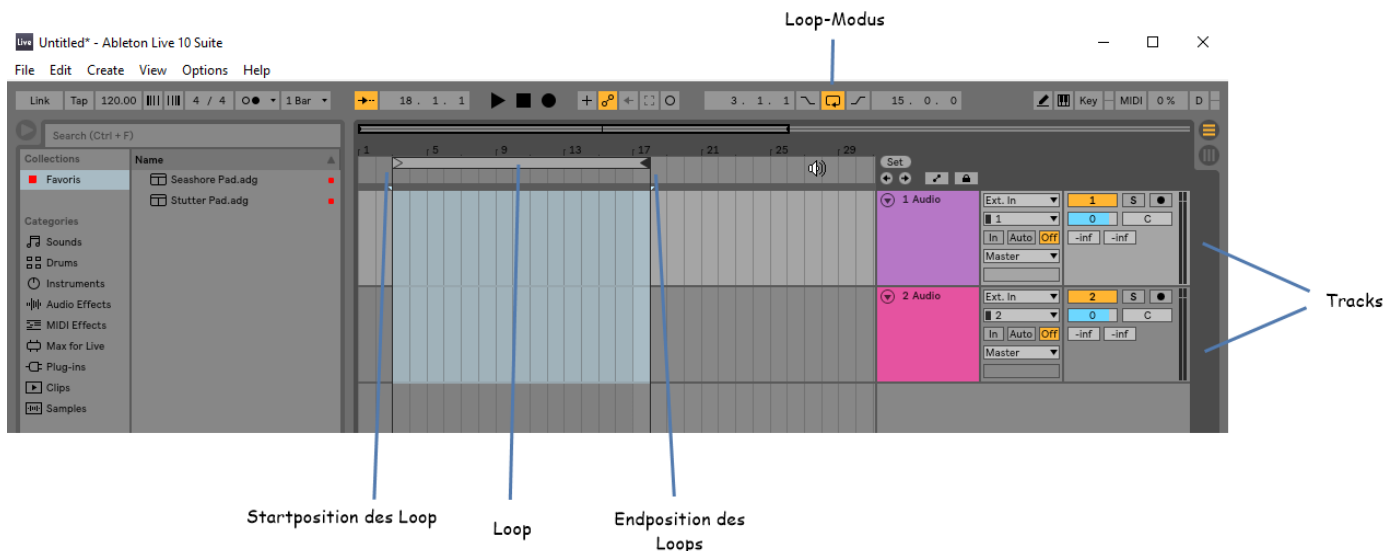 Loop-Modus
Live Untitled* - Ableton Live 10 Suite
File Edit Create View Options Help
Link Tap 120.00 4 / 4 1 Bar 18. 1. 1 3. 1. 1 15. 0. 0 Key MIDI 0 % D
Search (Ctrl + F)
Collections Name
Favoris Seashore Pad.adg
Stutter Pad.adg
Categories
Sounds
Drums
Instruments
Audio Effects
MIDI Effects
Max for Live
Plug-ins
Clips
Samples
1 5 9 13 17 21 25 29
Set
1 Audio Ext. In 1 S
1 0 C
In Auto Off -inf -inf
Master
2 Audio Ext. In 2 S
2 0 C
In Auto Off -inf -inf
Master
Tracks
Startposition des Loop
Loop
Endposition des
Loops